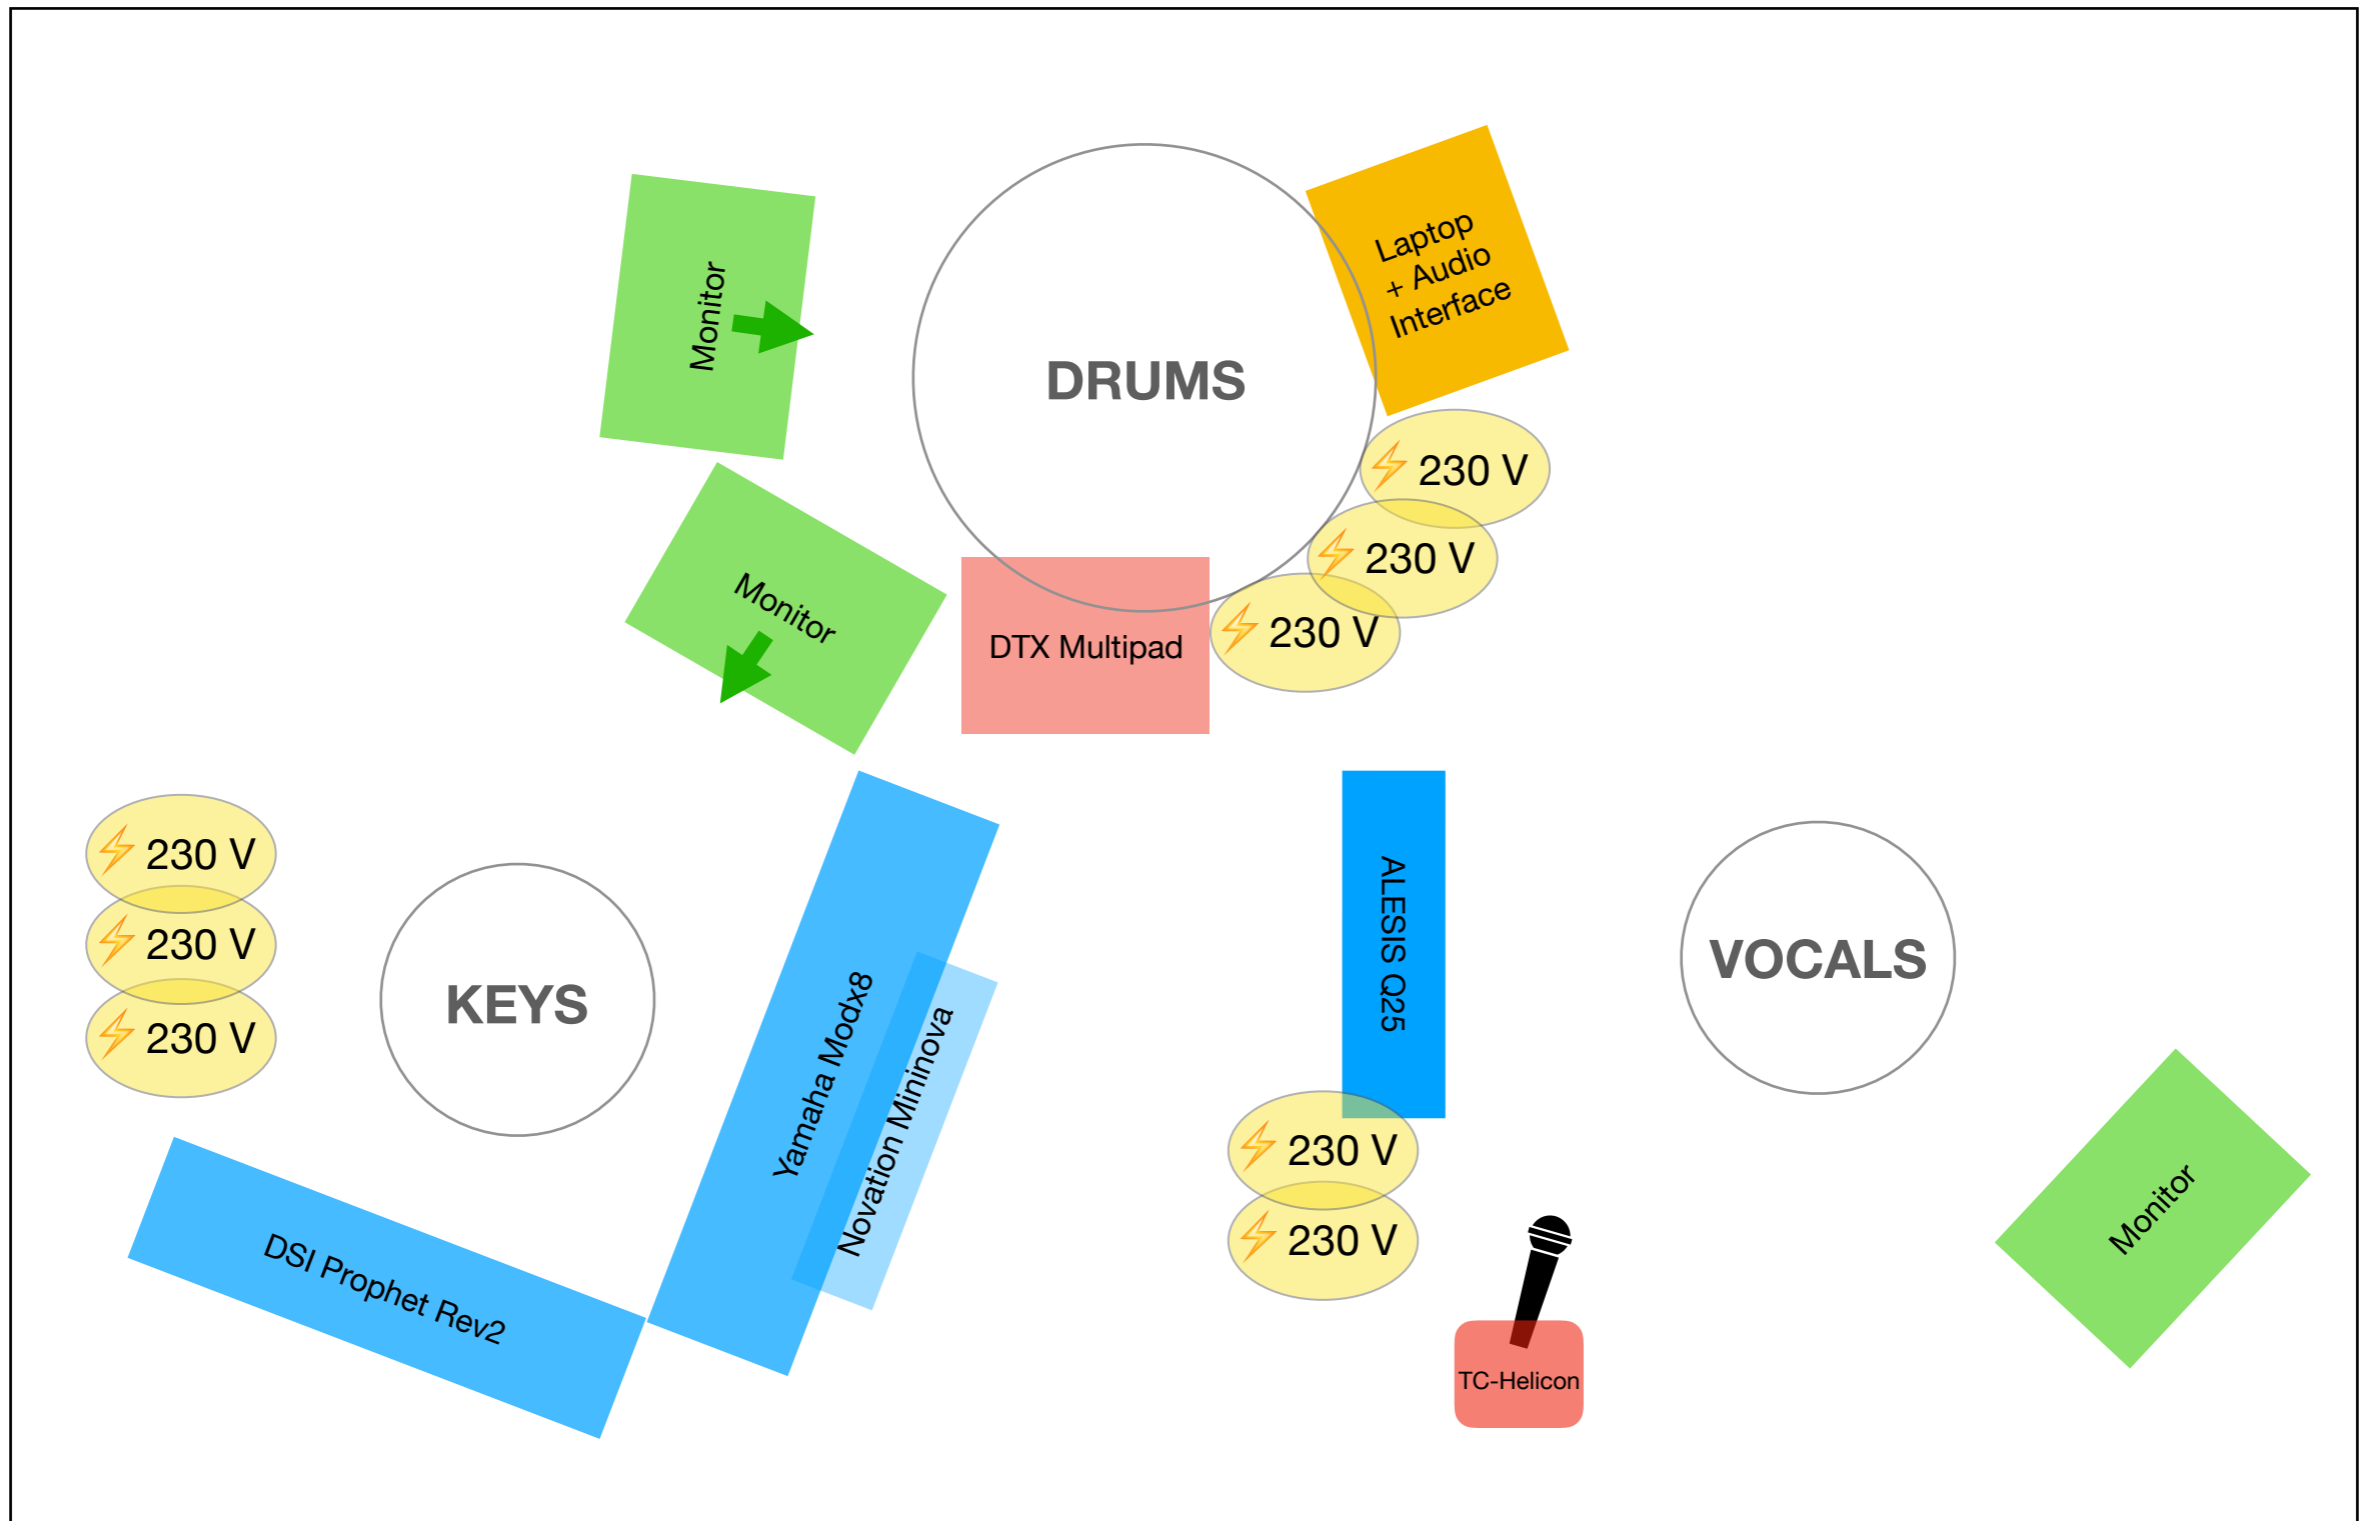 Laptop
+ Audio
Interface
Monitor
DRUMS
⚡ 230 V
⚡ 230 V
⚡ 230 V
Monitor
DTX Multipad
⚡ 230 V
⚡ 230 V
⚡ 230 V
KEYS
Yamaha Modx8
Novation Mininova
DSI Prophet Rev2
ALESIS Q25
VOCALS
⚡ 230 V
⚡ 230 V
Monitor
TC-Helicon